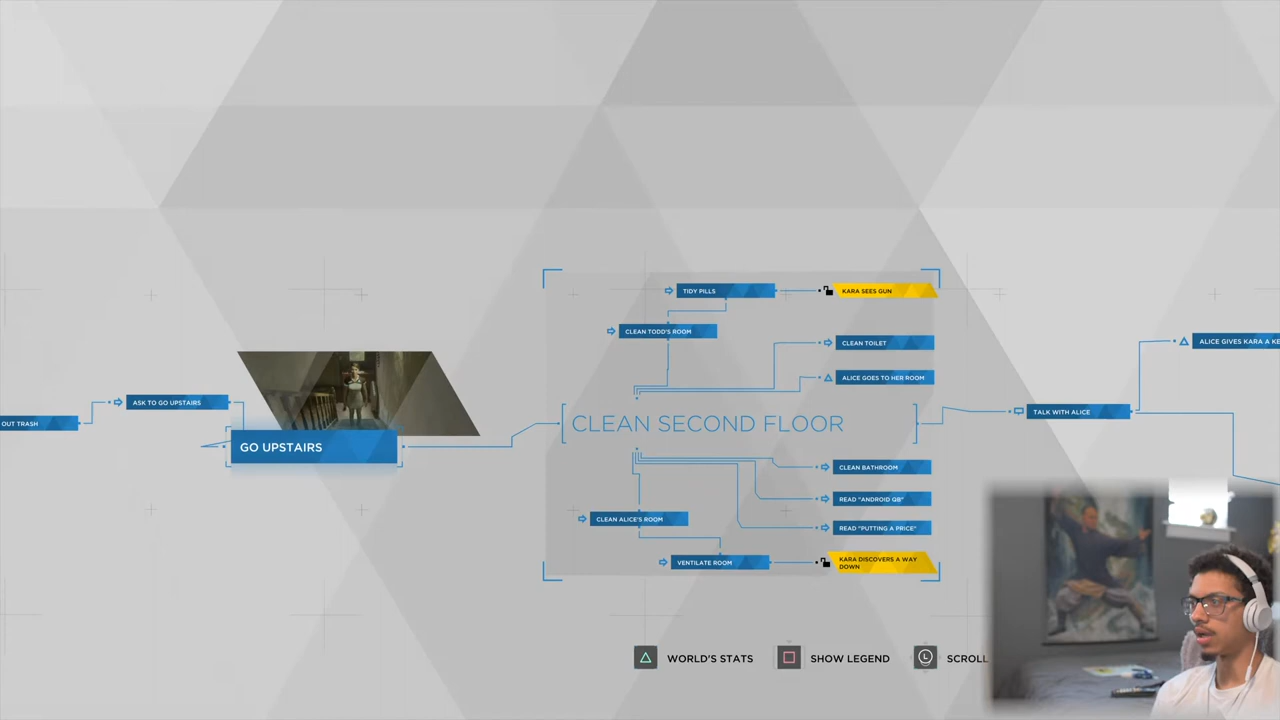 TIDY PILLS
KARA SEES GUN
CLEAN TODD'S ROOM
CLEAN TOILET
ALICE GIVES KARA A KE
ALICE GOES TO HER ROOM
ASK TO GO UPSTAIRS
OUT TRASH
CLEAN SECOND FLOOR
TALK WITH ALICE
GO UPSTAIRS
CLEAN BATHROOM
READ "ANDROID QB"
CLEAN ALICE'S ROOM
READ "PUTTING A PRICE"
VENTILATE ROOM
KARA DISCOVERS A WAY
DOWN
WORLD'S STATS
SHOW LEGEND
L
SCROLL